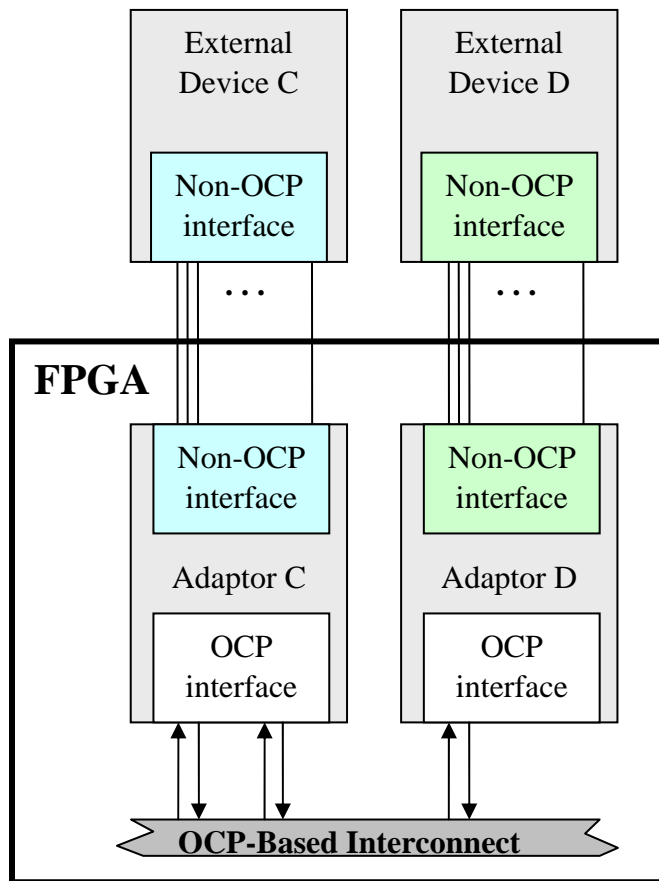 External
Device C
External
Device D
Non-OCP
interface
Non-OCP
interface
...
...
FPGA
Non-OCP
interface
Non-OCP
interface
Adaptor C
Adaptor D
OCP
interface
OCP
interface
OCP-Based Interconnect